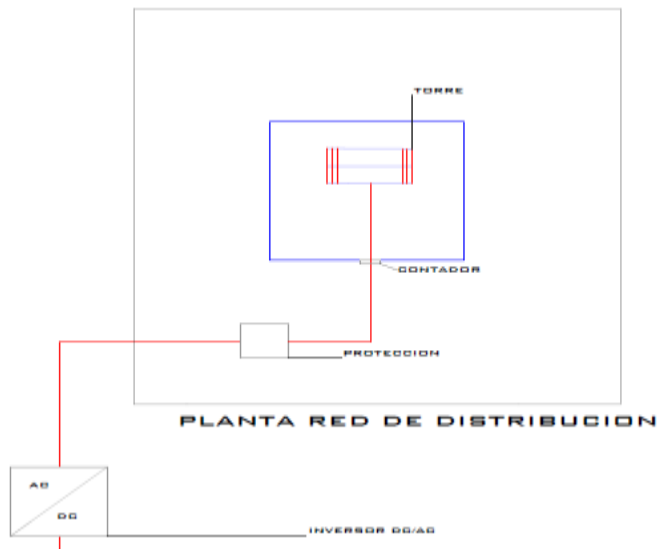 TORRE
CONTADOR
PROTECCION
PLANTA RED DE DISTRIBUCION
AC
DC
INVERSOR DC/AC